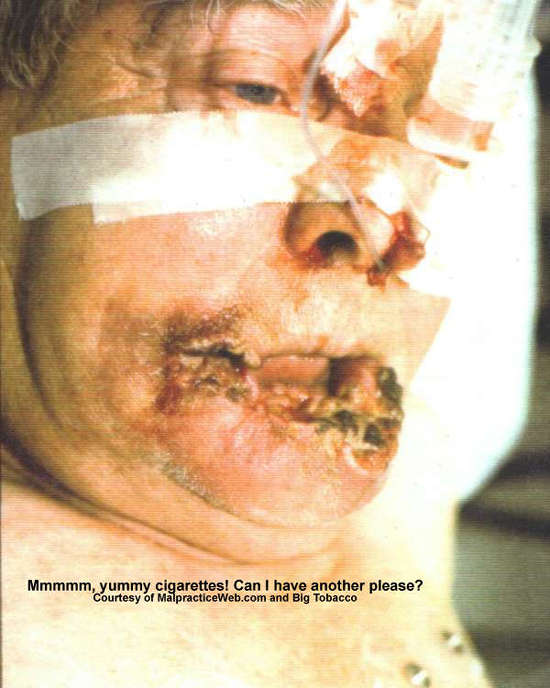 Mmmmm, yummy cigarettes! Can I have another please?
Courtesy of MalpracticeWeb.com and Big Tobacco